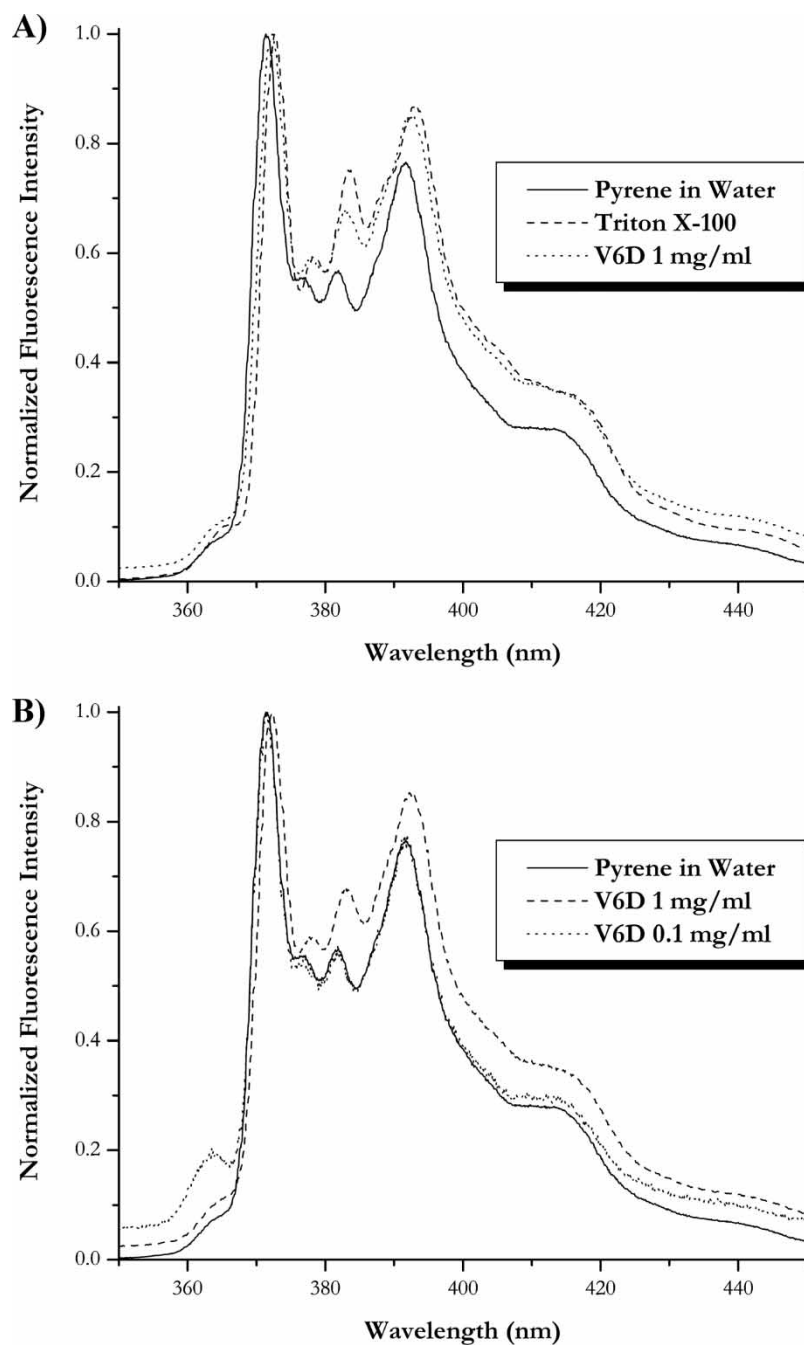 A)
Normalized Fluorescence Intensity
1.0
0.8
0.6
0.4
0.2
0.0
Pyrene in Water
Triton X-100
V6D 1 mg/ml
360
380
400
420
440
Wavelength (nm)
B)
Normalized Fluorescence Intensity
1.0
0.8
0.6
0.4
0.2
0.0
Pyrene in Water
V6D 1 mg/ml
V6D 0.1 mg/ml
360
380
400
420
440
Wavelength (nm)